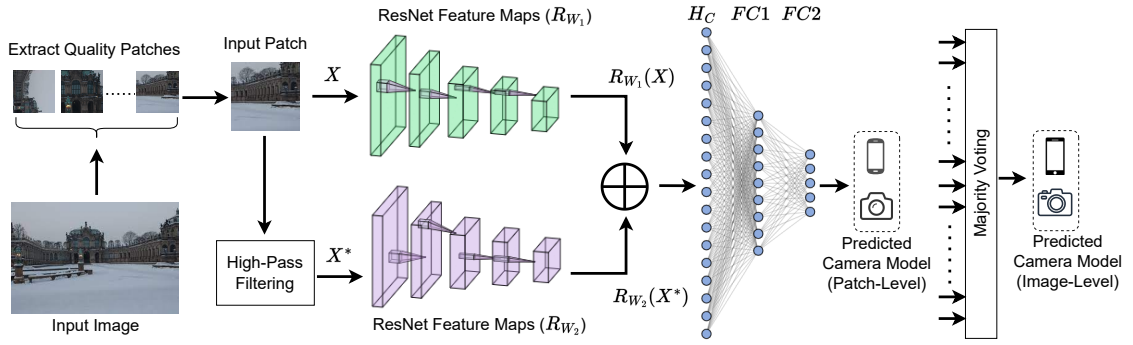 ResNet Feature Maps (R_{W_1})
H_C FC1 FC2
Extract Quality Patches
Input Patch
X
R_{W_1}(X)
Majority Voting
High-Pass
Filtering
X*
R_{W_2}(X*)
Predicted
Camera Model
(Patch-Level)
Predicted
Camera Model
(Image-Level)
Input Image
ResNet Feature Maps (R_{W_2})